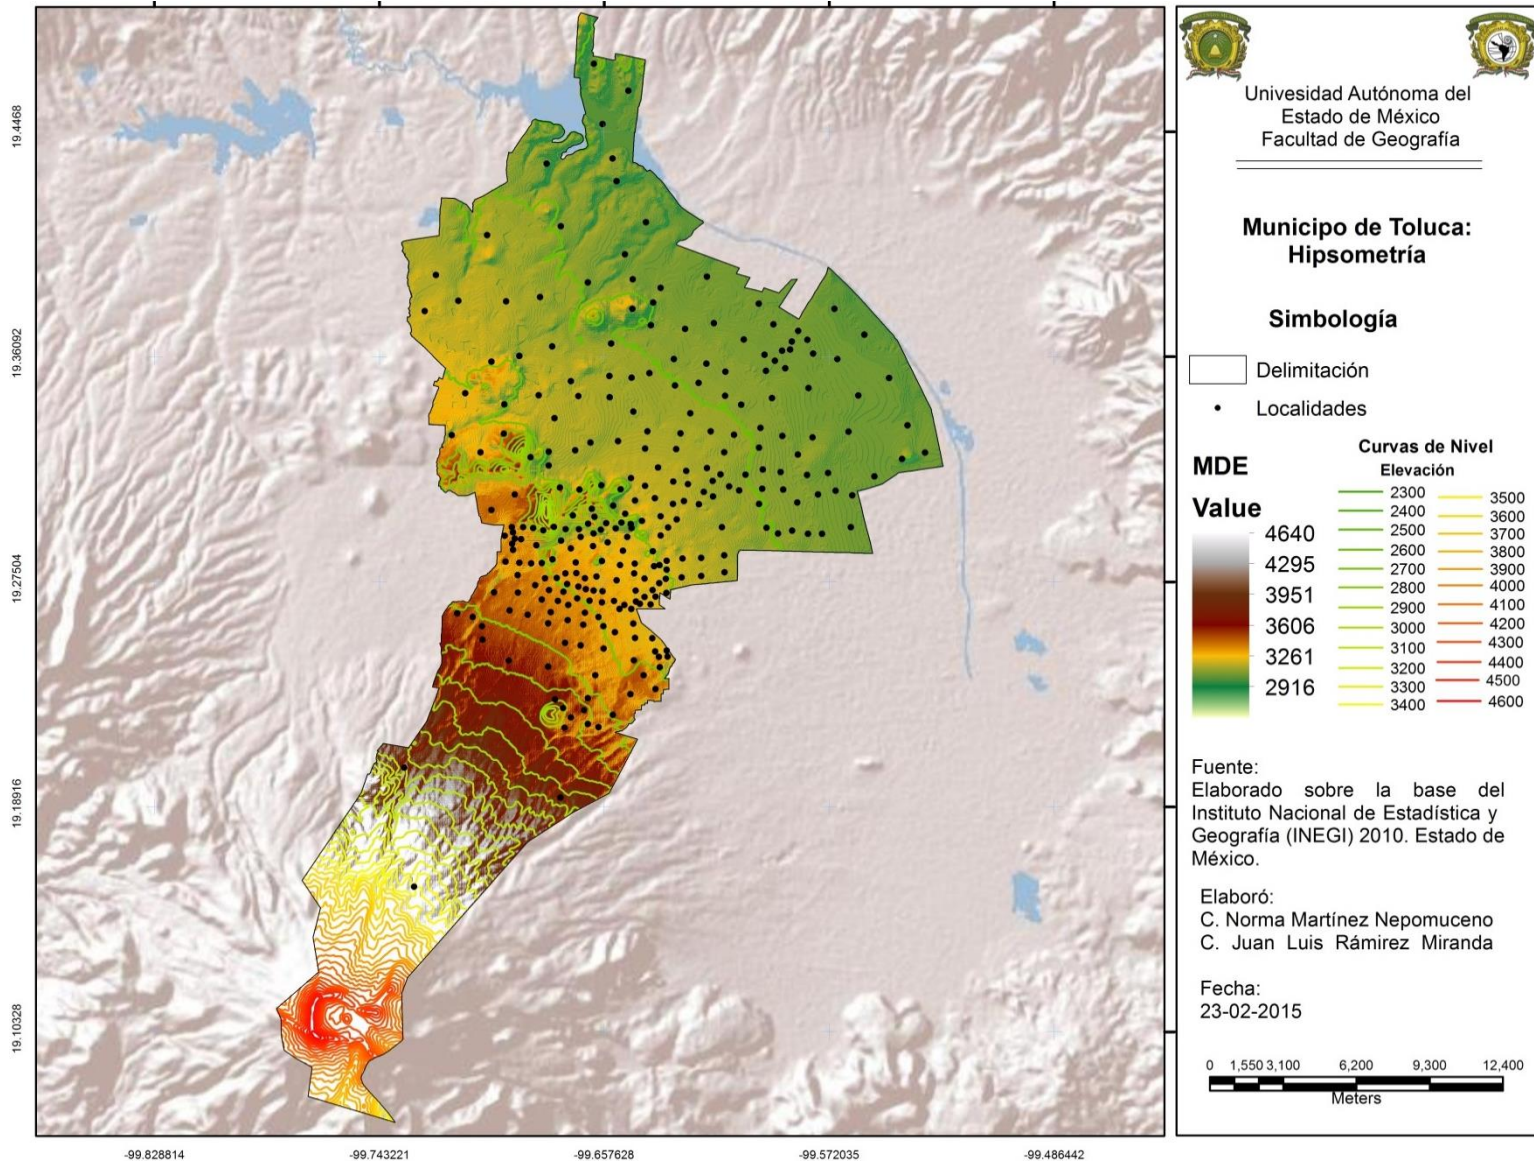 19.4468
19.36092
19.27504
19.18916
19.10328
-99.828814
-99.743221
-99.657628
-99.572035
-99.486442
Univesidad Autónoma del
Estado de México
Facultad de Geografía
Municipo de Toluca:
Hipsometría
Simbología
Delimitación
Localidades
MDE
Value
4640
4295
3951
3606
3261
2916
Curvas de Nivel
Elevación
2300
2400
2500
2600
2700
2800
2900
3000
3100
3200
3300
3400
3500
3600
3700
3800
3900
4000
4100
4200
4300
4400
4500
4600
Fuente:
Elaborado sobre la base del
Instituto Nacional de Estadística y
Geografía (INEGI) 2010. Estado de
México.
Elaboró:
C. Norma Martínez Nepomuceno
C. Juan Luis Rámirez Miranda
Fecha:
23-02-2015
0 1,550 3,100 6,200 9,300 12,400
Meters